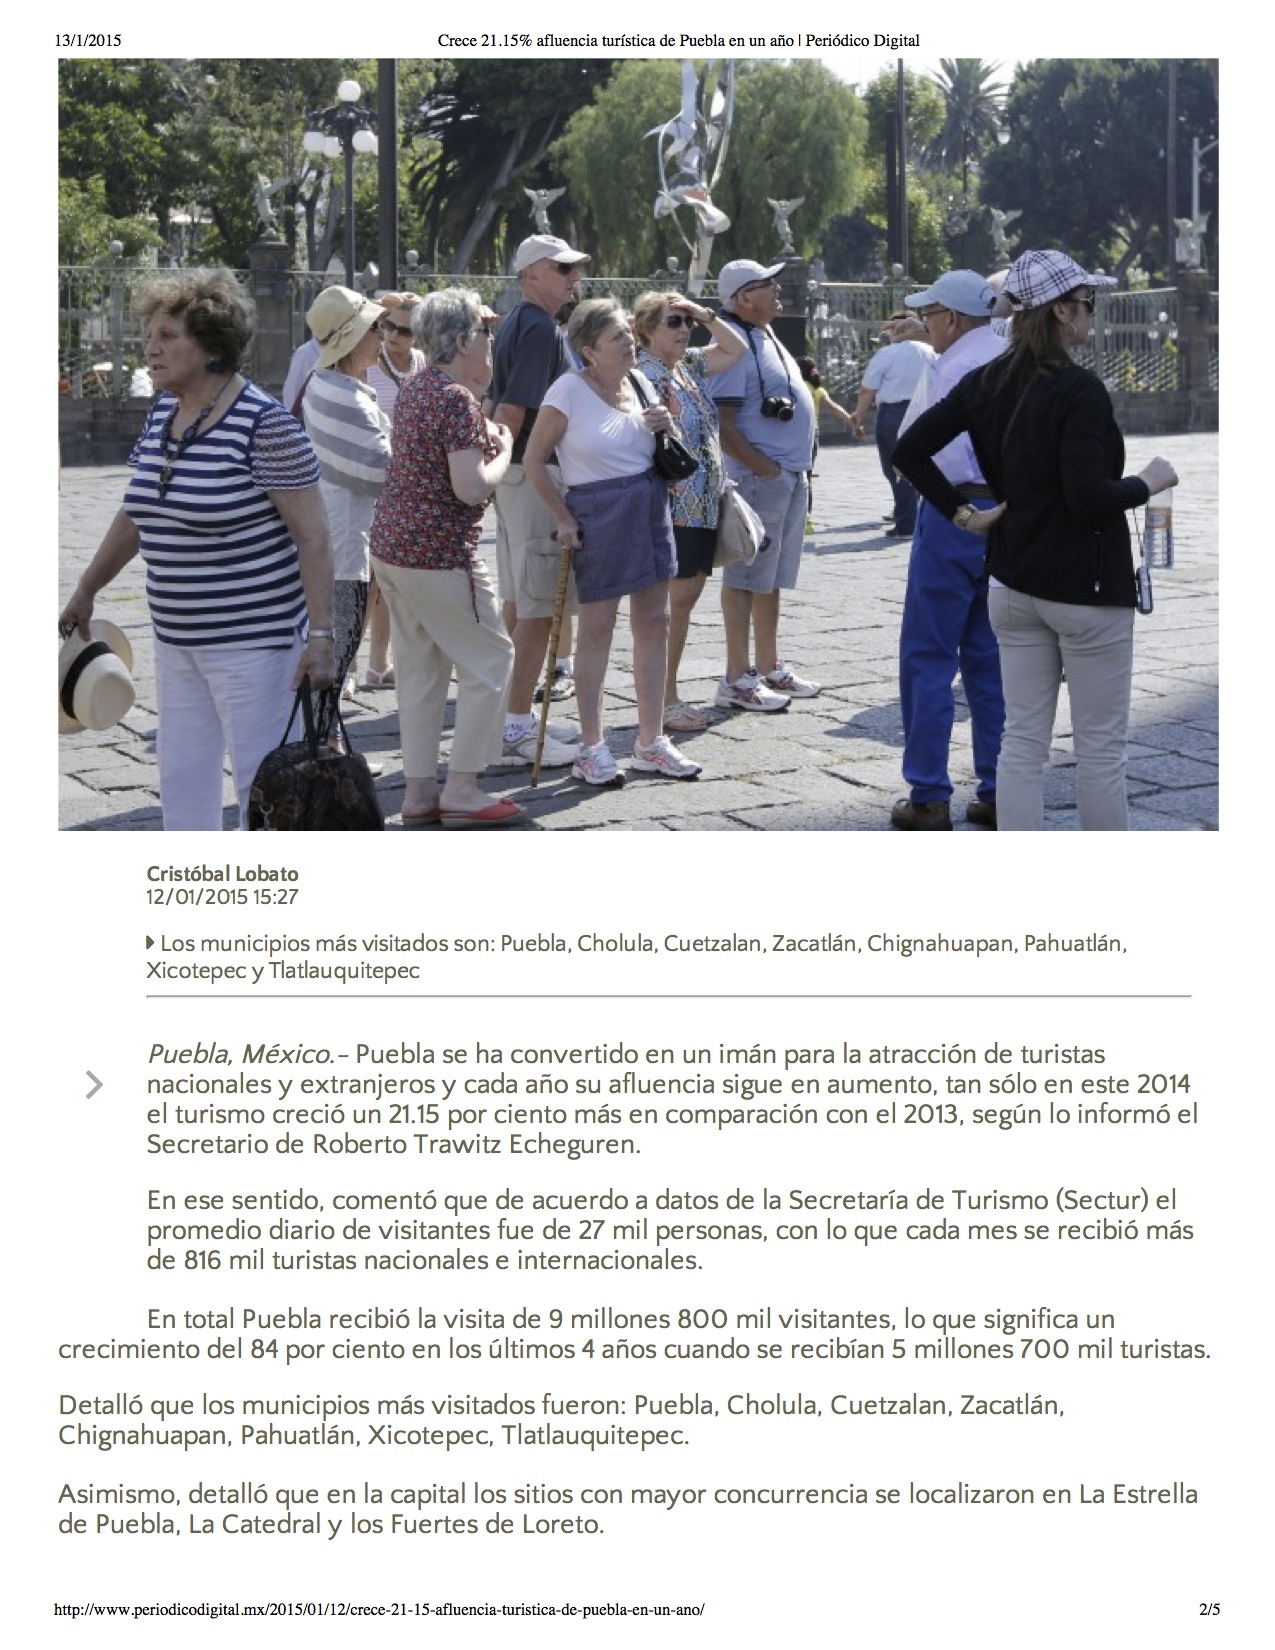 13/1/2015
Crece 21.15% afluencia turística de Puebla en un año | Periódico Digital
Cristóbal Lobato
12/01/2015 15:27
Los municipios más visitados son: Puebla, Cholula, Cuetzalan, Zacatlán, Chignahuapan, Pahuatlán,
Xicotepec y Tlatlauquitepec
Puebla, México.- Puebla se ha convertido en un imán para la atracción de turistas
nacionales y extranjeros y cada año su afluencia sigue en aumento, tan sólo en este 2014
el turismo creció un 21.15 por ciento más en comparación con el 2013, según lo informó el
Secretario de Roberto Trawitz Echeguren.
En ese sentido, comentó que de acuerdo a datos de la Secretaría de Turismo (Sectur) el
promedio diario de visitantes fue de 27 mil personas, con lo que cada mes se recibió más
de 816 mil turistas nacionales e internacionales.
En total Puebla recibió la visita de 9 millones 800 mil visitantes, lo que significa un
crecimiento del 84 por ciento en los últimos 4 años cuando se recibían 5 millones 700 mil turistas.
Detalló que los municipios más visitados fueron: Puebla, Cholula, Cuetzalan, Zacatlán,
Chignahuapan, Pahuatlán, Xicotepec, Tlatlauquitepec.
Asimismo, detalló que en la capital los sitios con mayor concurrencia se localizaron en La Estrella
de Puebla, La Catedral y los Fuertes de Loreto.
http://www.periodicodigital.mx/2015/01/12/crece-21-15-afluencia-turistica-de-puebla-en-un-ano/
2/5